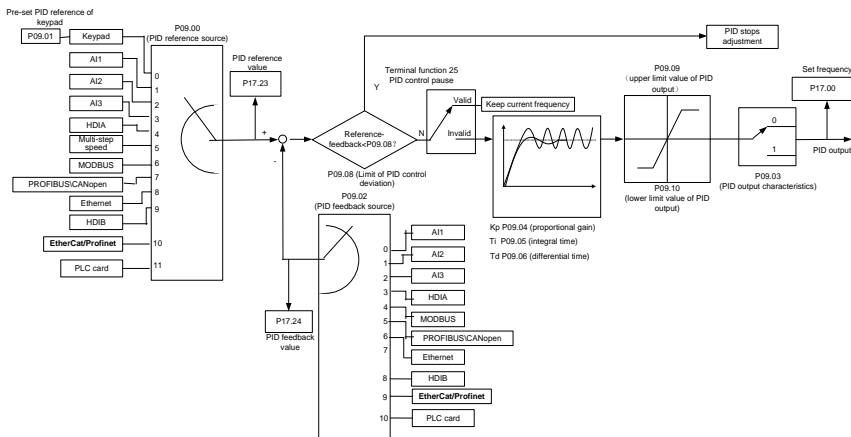 Pre-set PID reference of
keypad
P09.01
Keypad
AI1
AI2
AI3
HDIA
Multi-step
speed
MODBUS
PROFIBUS\CANopen
Ethernet
HDIB
EtherCat/Profinet
PLC card
P09.00
(PID reference source)
0
1
2
3
4
5
6
7
8
9
10
11
PID reference
value
P17.23
+
-
Reference-
feedback<P09.08?
Y
N
P09.08 (Limit of PID control
deviation)
Terminal function 25
PID control pause
Valid
Invalid
Keep current frequency
PID stops
adjustment
Kp P09.04 (proportional gain)
Ti P09.05 (integral time)
Td P09.06 (differential time)
P09.09
(upper limit value of PID
output)
P09.10
(lower limit value of PID
output)
0
1
P09.03
(PID output characteristics)
Set frequency
P17.00
PID output
P09.02
(PID feedback source)
0
1
2
3
4
5
6
7
8
9
10
AI1
AI2
AI3
HDIA
MODBUS
PROFIBUS\CANopen
Ethernet
HDIB
EtherCat/Profinet
PLC card
P17.24
PID feedback
value